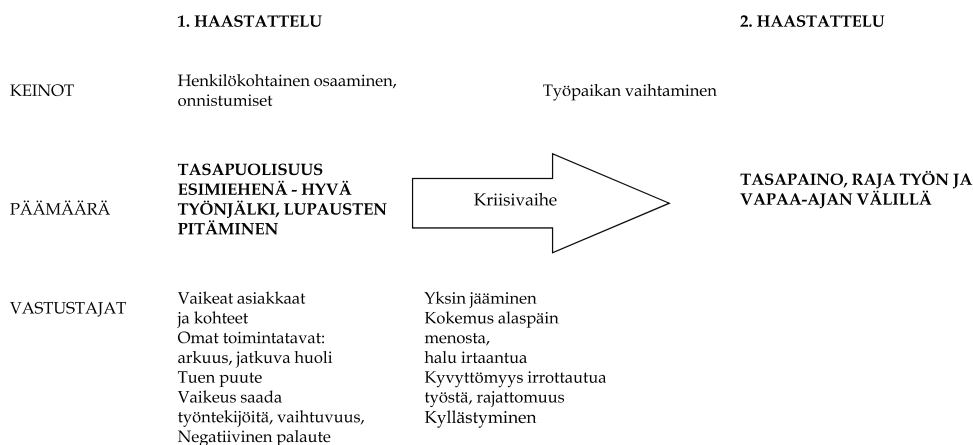 1. HAASTATTELU
2. HAASTATTELU
KEINOT
Henkilökohtainen osaaminen,
onnistumiset
Työpaikan vaihtaminen
PÄÄMÄÄRÄ
TASAPUOLISUUS
ESIMIEHENÄ - HYVÄ
TYÖNJÄLKI, LUPAUSTEN
PITÄMINEN
Kriisivaihe
TASAPAINO, RAJA TYÖN JA
VAPAA-AJAN VÄLILLÄ
VASTUSTAJAT
Vaikeat asiakkaat
ja kohteet
Omat toimintatavat:
arkuus, jatkuva huoli
Tuen puute
Vaikeus saada
työntekijöitä, vaihtuvuus,
Negatiivinen palaute
Yksin jääminen
Kokemus alaspäin
menosta,
halu irtaantua
Kyvyttömyys irrottautua
työstä, rajattomuus
Kyllästyminen